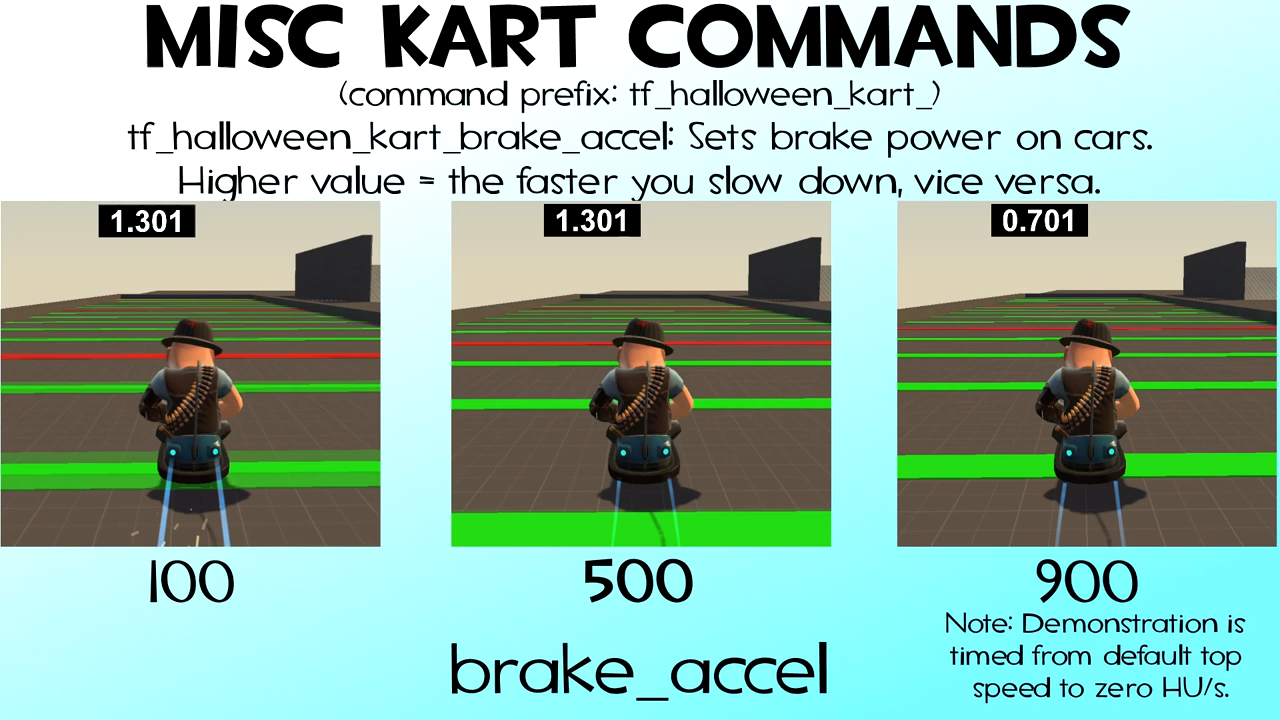 MISC KART COMMANDS
(command prefix: tf_halloween_kart_)
tf_halloween_kart_brake_accel: Sets brake power on cars.
Higher value = the faster you slow down, vice versa.
1.301
1.301
0.701
100
500
900
Note: Demonstration is
timed from default top
speed to zero HU/s.
brake_accel